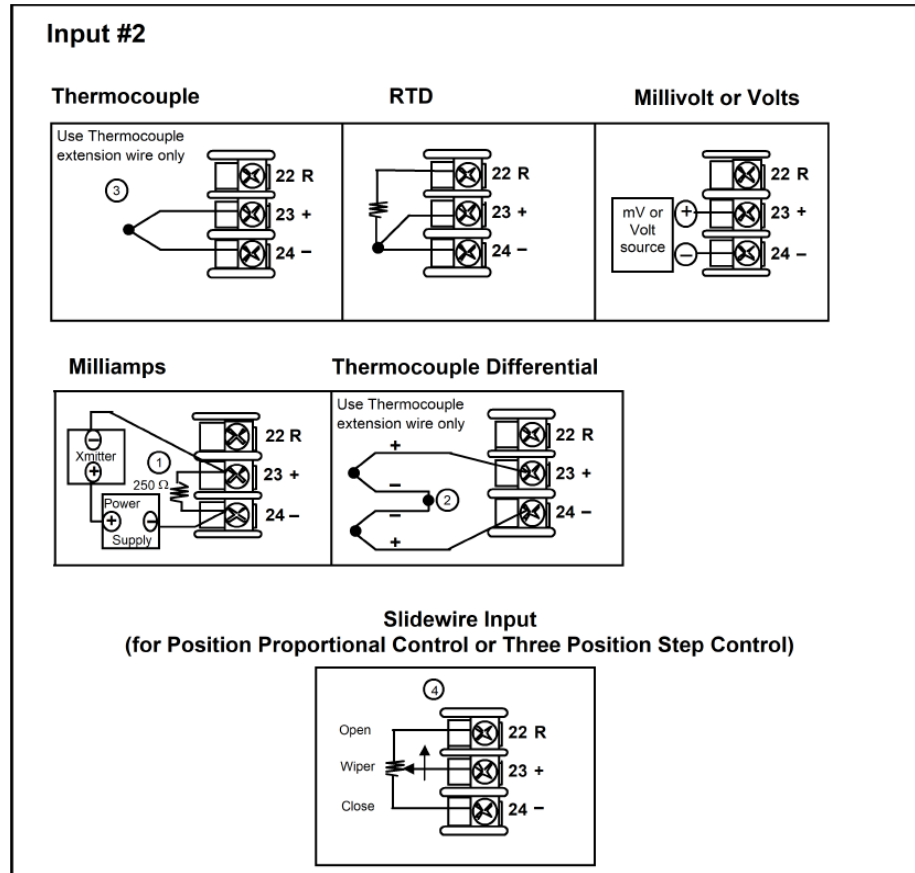 Input #2
Thermocouple
RTD
Millivolt or Volts
Use Thermocouple
extension wire only
3
22 R
23 +
24 –
22 R
23 +
24 –
mV or
Volt
source
+
–
22 R
23 +
24 –
Milliamps
Thermocouple Differential
–
Xmitter
+
1
250 Ω
Power
+ –
Supply
22 R
23 +
24 –
Use Thermocouple
extension wire only
+
–
2
–
+
22 R
23 +
24 –
Slidewire Input
(for Position Proportional Control or Three Position Step Control)
4
Open
Wiper
Close
22 R
23 +
24 –